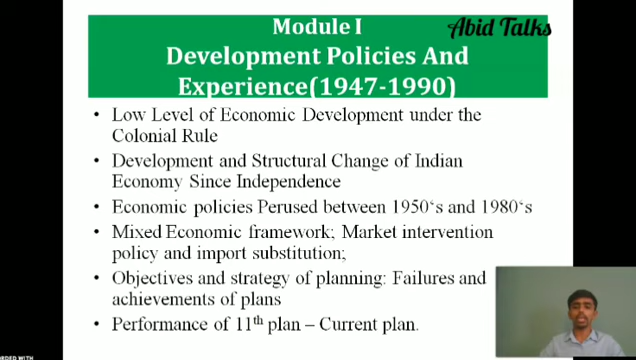 Abid Talks
Module I
Development Policies And
Experience(1947-1990)
• Low Level of Economic Development under the
Colonial Rule
• Development and Structural Change of Indian
Economy Since Independence
• Economic policies Perused between 1950‘s and 1980‘s
• Mixed Economic framework; Market intervention
policy and import substitution;
• Objectives and strategy of planning: Failures and
achievements of plans
• Performance of 11th plan – Current plan.
RDED WITH